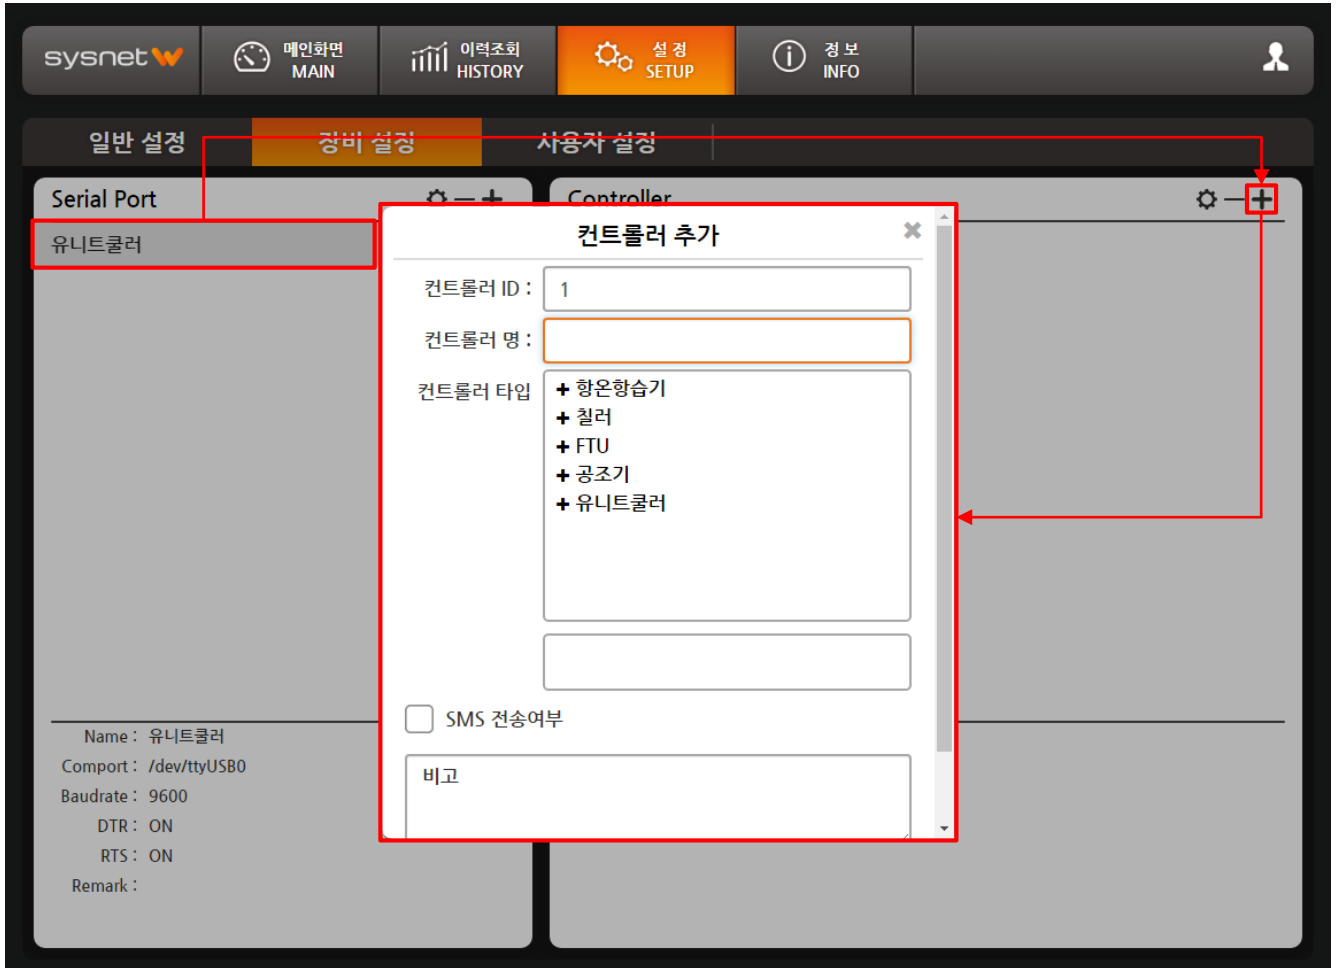 sysnet
메인화면
MAIN
이력조회
HISTORY
설 정
SETUP
정 보
INFO
일반 설정
장비 설정
사용자 설정
Serial Port
Controller
유니트쿨러
컨트롤러 추가
컨트롤러 ID : 1
컨트롤러 명 :
컨트롤러 타입
+ 항온항습기
+ 칠러
+ FTU
+ 공조기
+ 유니트쿨러
SMS 전송여부
비고
Name : 유니트쿨러
Comport : /dev/ttyUSB0
Baudrate : 9600
DTR : ON
RTS : ON
Remark :